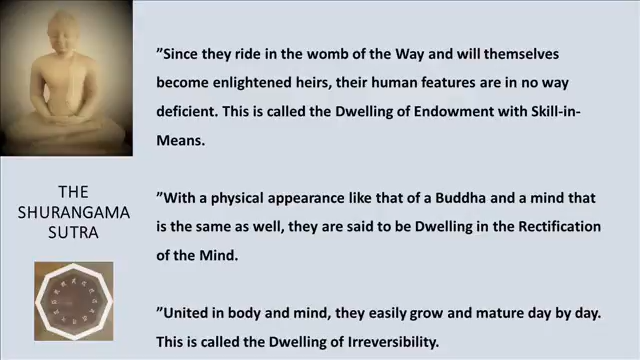 ”Since they ride in the womb of the Way and will themselves
become enlightened heirs, their human features are in no way
deficient. This is called the Dwelling of Endowment with Skill-in-
Means.
”With a physical appearance like that of a Buddha and a mind that
is the same as well, they are said to be Dwelling in the Rectification
of the Mind.
”United in body and mind, they easily grow and mature day by day.
This is called the Dwelling of Irreversibility.
THE
SHURANGAMA
SUTRA